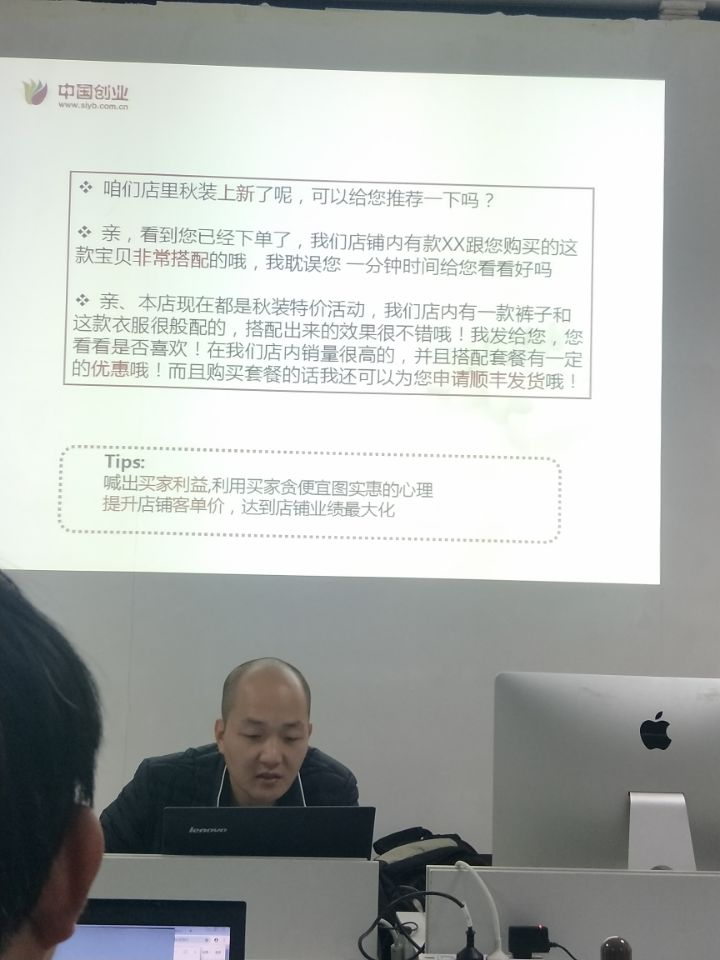 中国创业
www.siyb.com.cn
❖ 咱们店里秋装上新了呢，可以给您推荐一下吗？
❖ 亲，看到您已经下单了，我们店铺内有款XX跟您购买的这
款宝贝非常搭配的哦，我耽误您 一分钟时间给您看看好吗
❖ 亲、本店现在都是秋装特价活动，我们店内有一款裤子和
这款衣服很般配的，搭配出来的效果很不错哦！我发给您，您
看看是否喜欢！在我们店内销量很高的，并且搭配套餐有一定
的优惠哦！而且购买套餐的话我还可以为您申请顺丰发货哦！
Tips:
喊出买家利益,利用买家贪便宜图实惠的心理
提升店铺客单价，达到店铺业绩最大化
lenovo